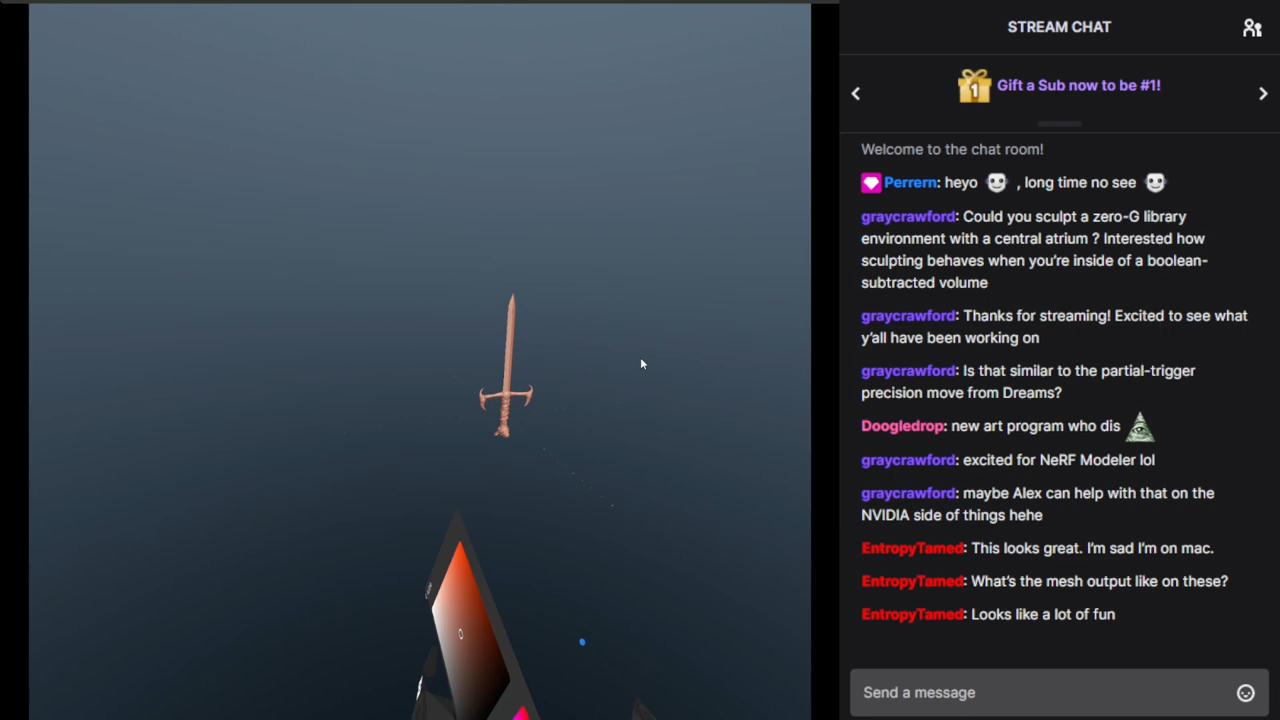 STREAM CHAT
1
Gift a Sub now to be #1!
Welcome to the chat room!
Perrern: heyo , long time no see
graycrawford: Could you sculpt a zero-G library
environment with a central atrium ? Interested how
sculpting behaves when you're inside of a boolean-
subtracted volume
graycrawford: Thanks for streaming! Excited to see what
y'all have been working on
graycrawford: Is that similar to the partial-trigger
precision move from Dreams?
Doogledrop: new art program who dis
graycrawford: excited for NeRF Modeler lol
graycrawford: maybe Alex can help with that on the
NVIDIA side of things hehe
EntropyTamed: This looks great. I'm sad I'm on mac.
EntropyTamed: What's the mesh output like on these?
EntropyTamed: Looks like a lot of fun
Send a message